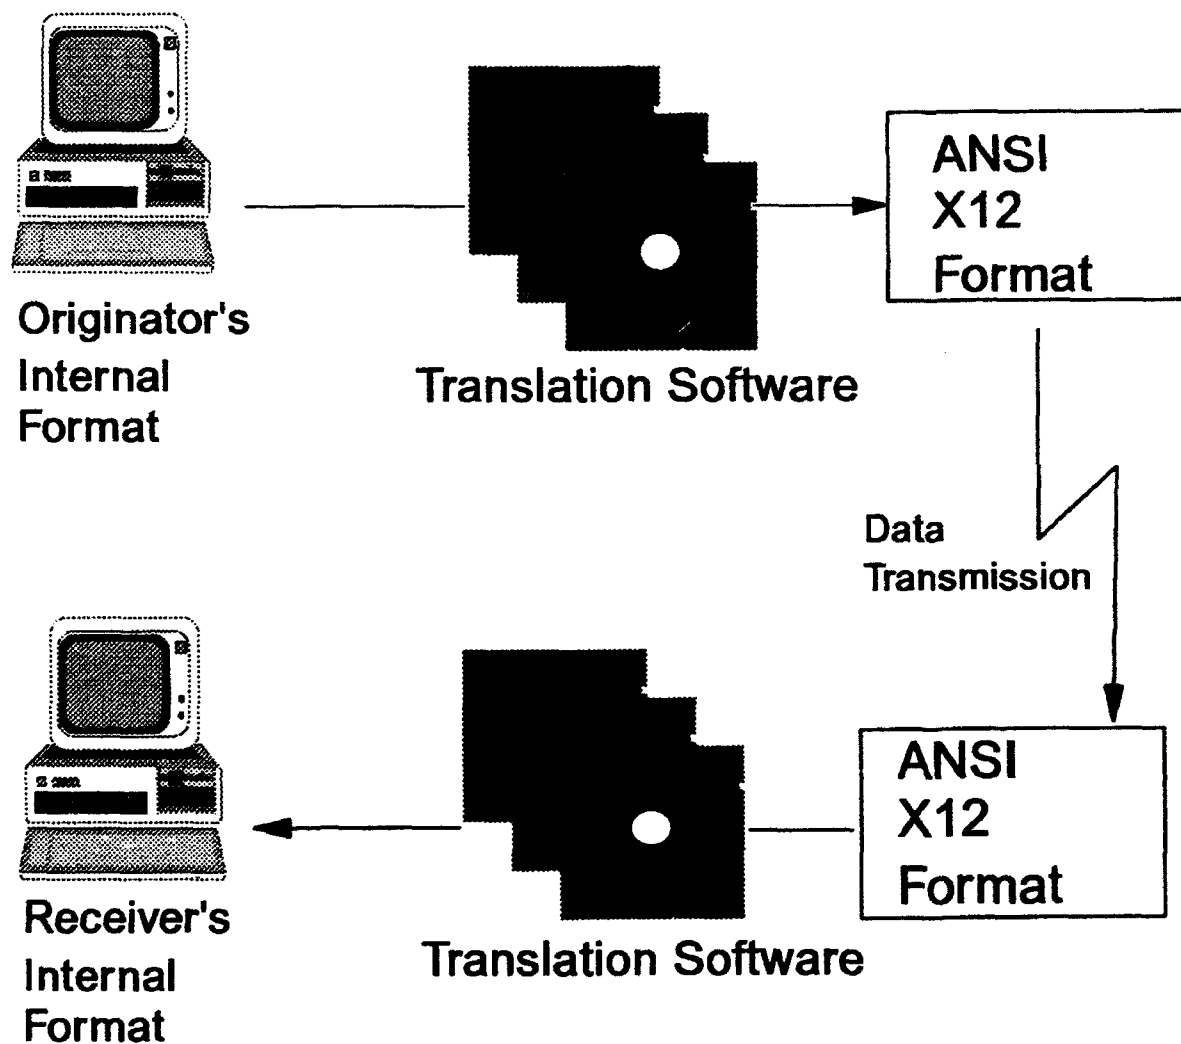 ANSI
X12
Format
Originator's
Internal
Format
Translation Software
Data
Transmission
ANSI
X12
Format
Receiver's
Internal
Format
Translation Software